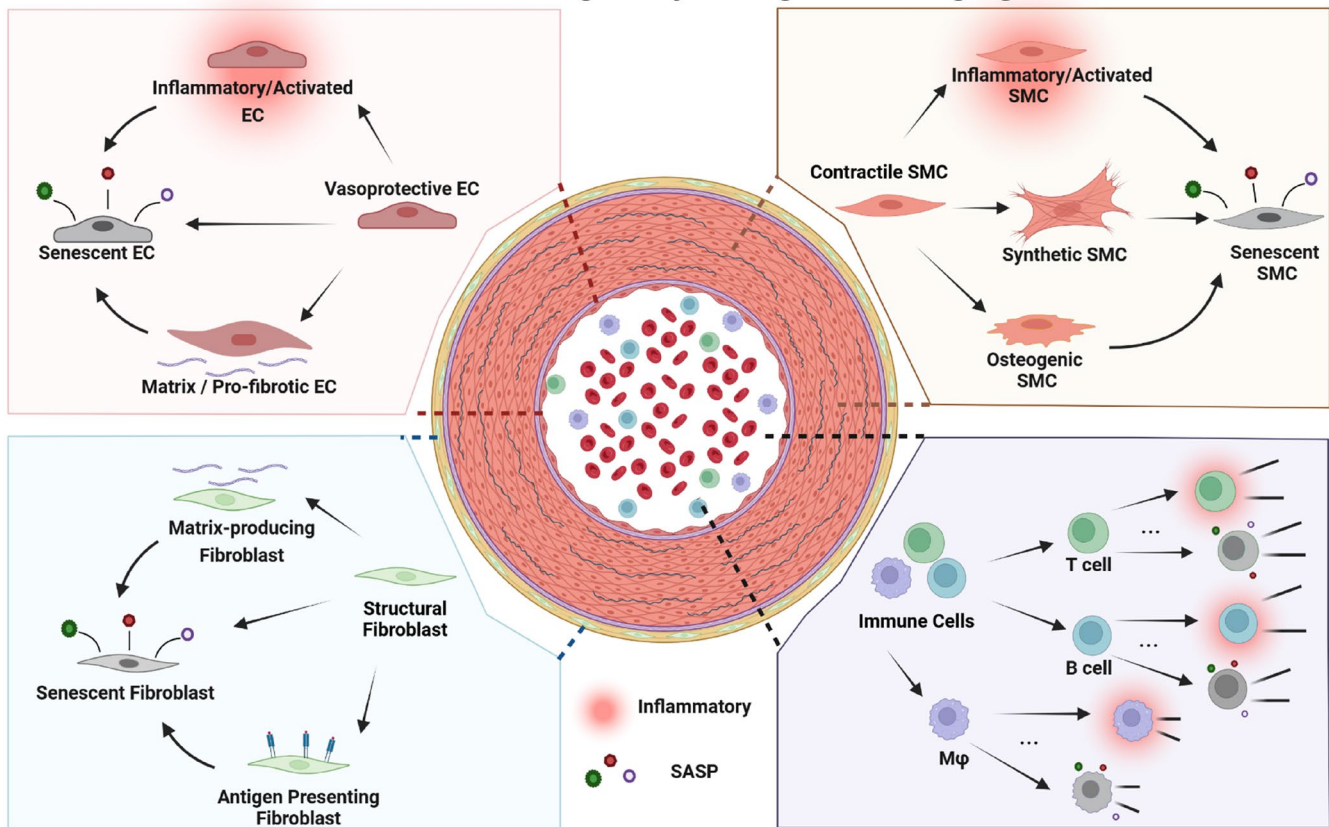 Inflammatory/Activated
EC
Vasoprotective EC
Senescent EC
Matrix / Pro-fibrotic EC
Inflammatory/Activated
SMC
Contractile SMC
Synthetic SMC
Senescent
SMC
Osteogenic
SMC
Matrix-producing
Fibroblast
Structural
Fibroblast
Senescent Fibroblast
Antigen Presenting
Fibroblast
Inflammatory
SASP
Immune Cells
T cell
...
B cell
...
Mφ
...